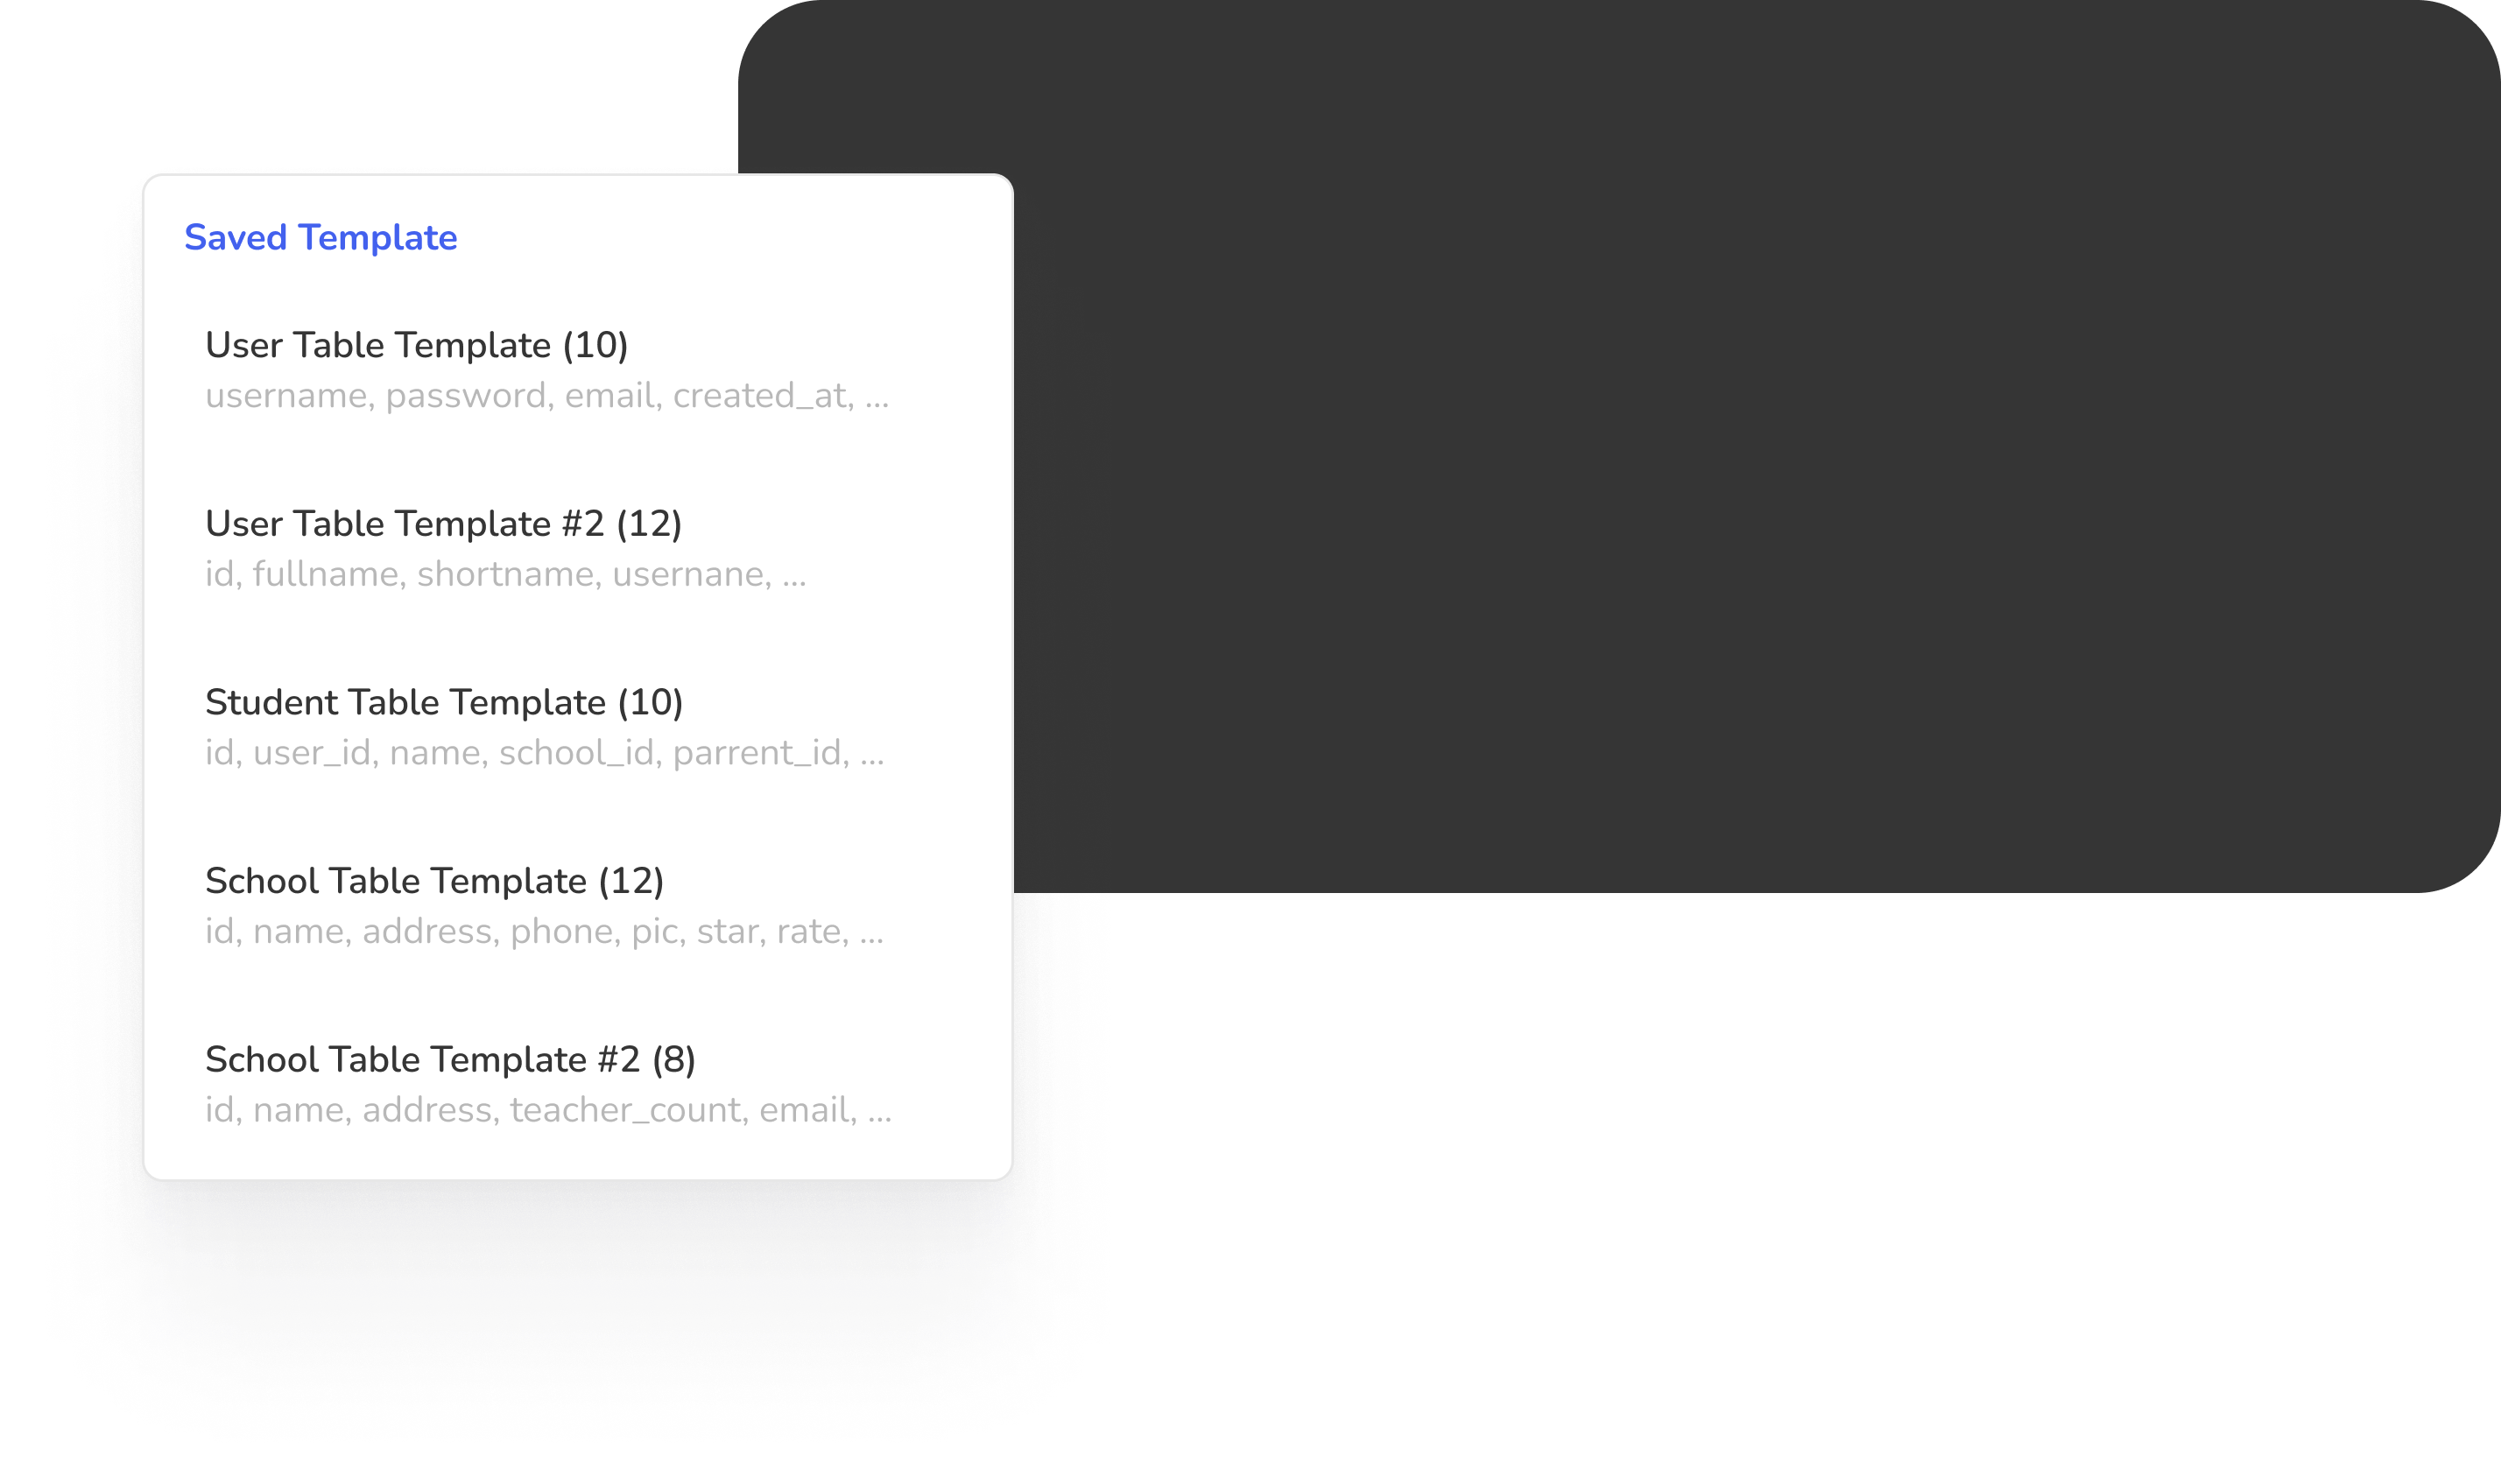 Saved Template
User Table Template (10)
username, password, email, created_at, ...
User Table Template #2 (12)
id, fullname, shortname, usernane, ...
Student Table Template (10)
id, user_id, name, school_id, parrent_id, ...
School Table Template (12)
id, name, address, phone, pic, star, rate, ...
School Table Template #2 (8)
id, name, address, teacher_count, email, ...